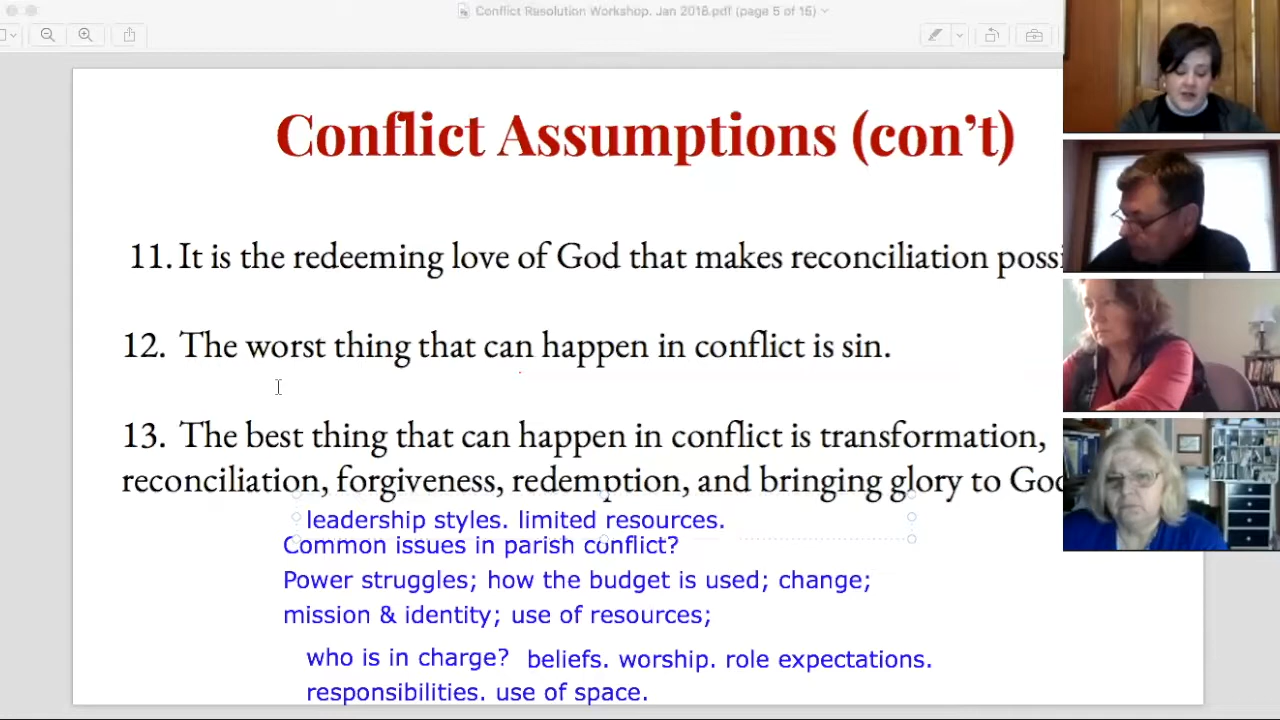 Conflict Resolution Workshop. Jan 2018.pdf (page 5 of 16)
Conflict Assumptions (con’t)
11. It is the redeeming love of God that makes reconciliation
12. The worst thing that can happen in conflict is sin.
13. The best thing that can happen in conflict is transformation,
reconciliation, forgiveness, redemption, and bringing glory to
leadership styles. limited resources.
Common issues in parish conflict?
Power struggles; how the budget is used; change;
mission & identity; use of resources;
who is in charge? beliefs. worship. role expectations.
responsibilities. use of space.